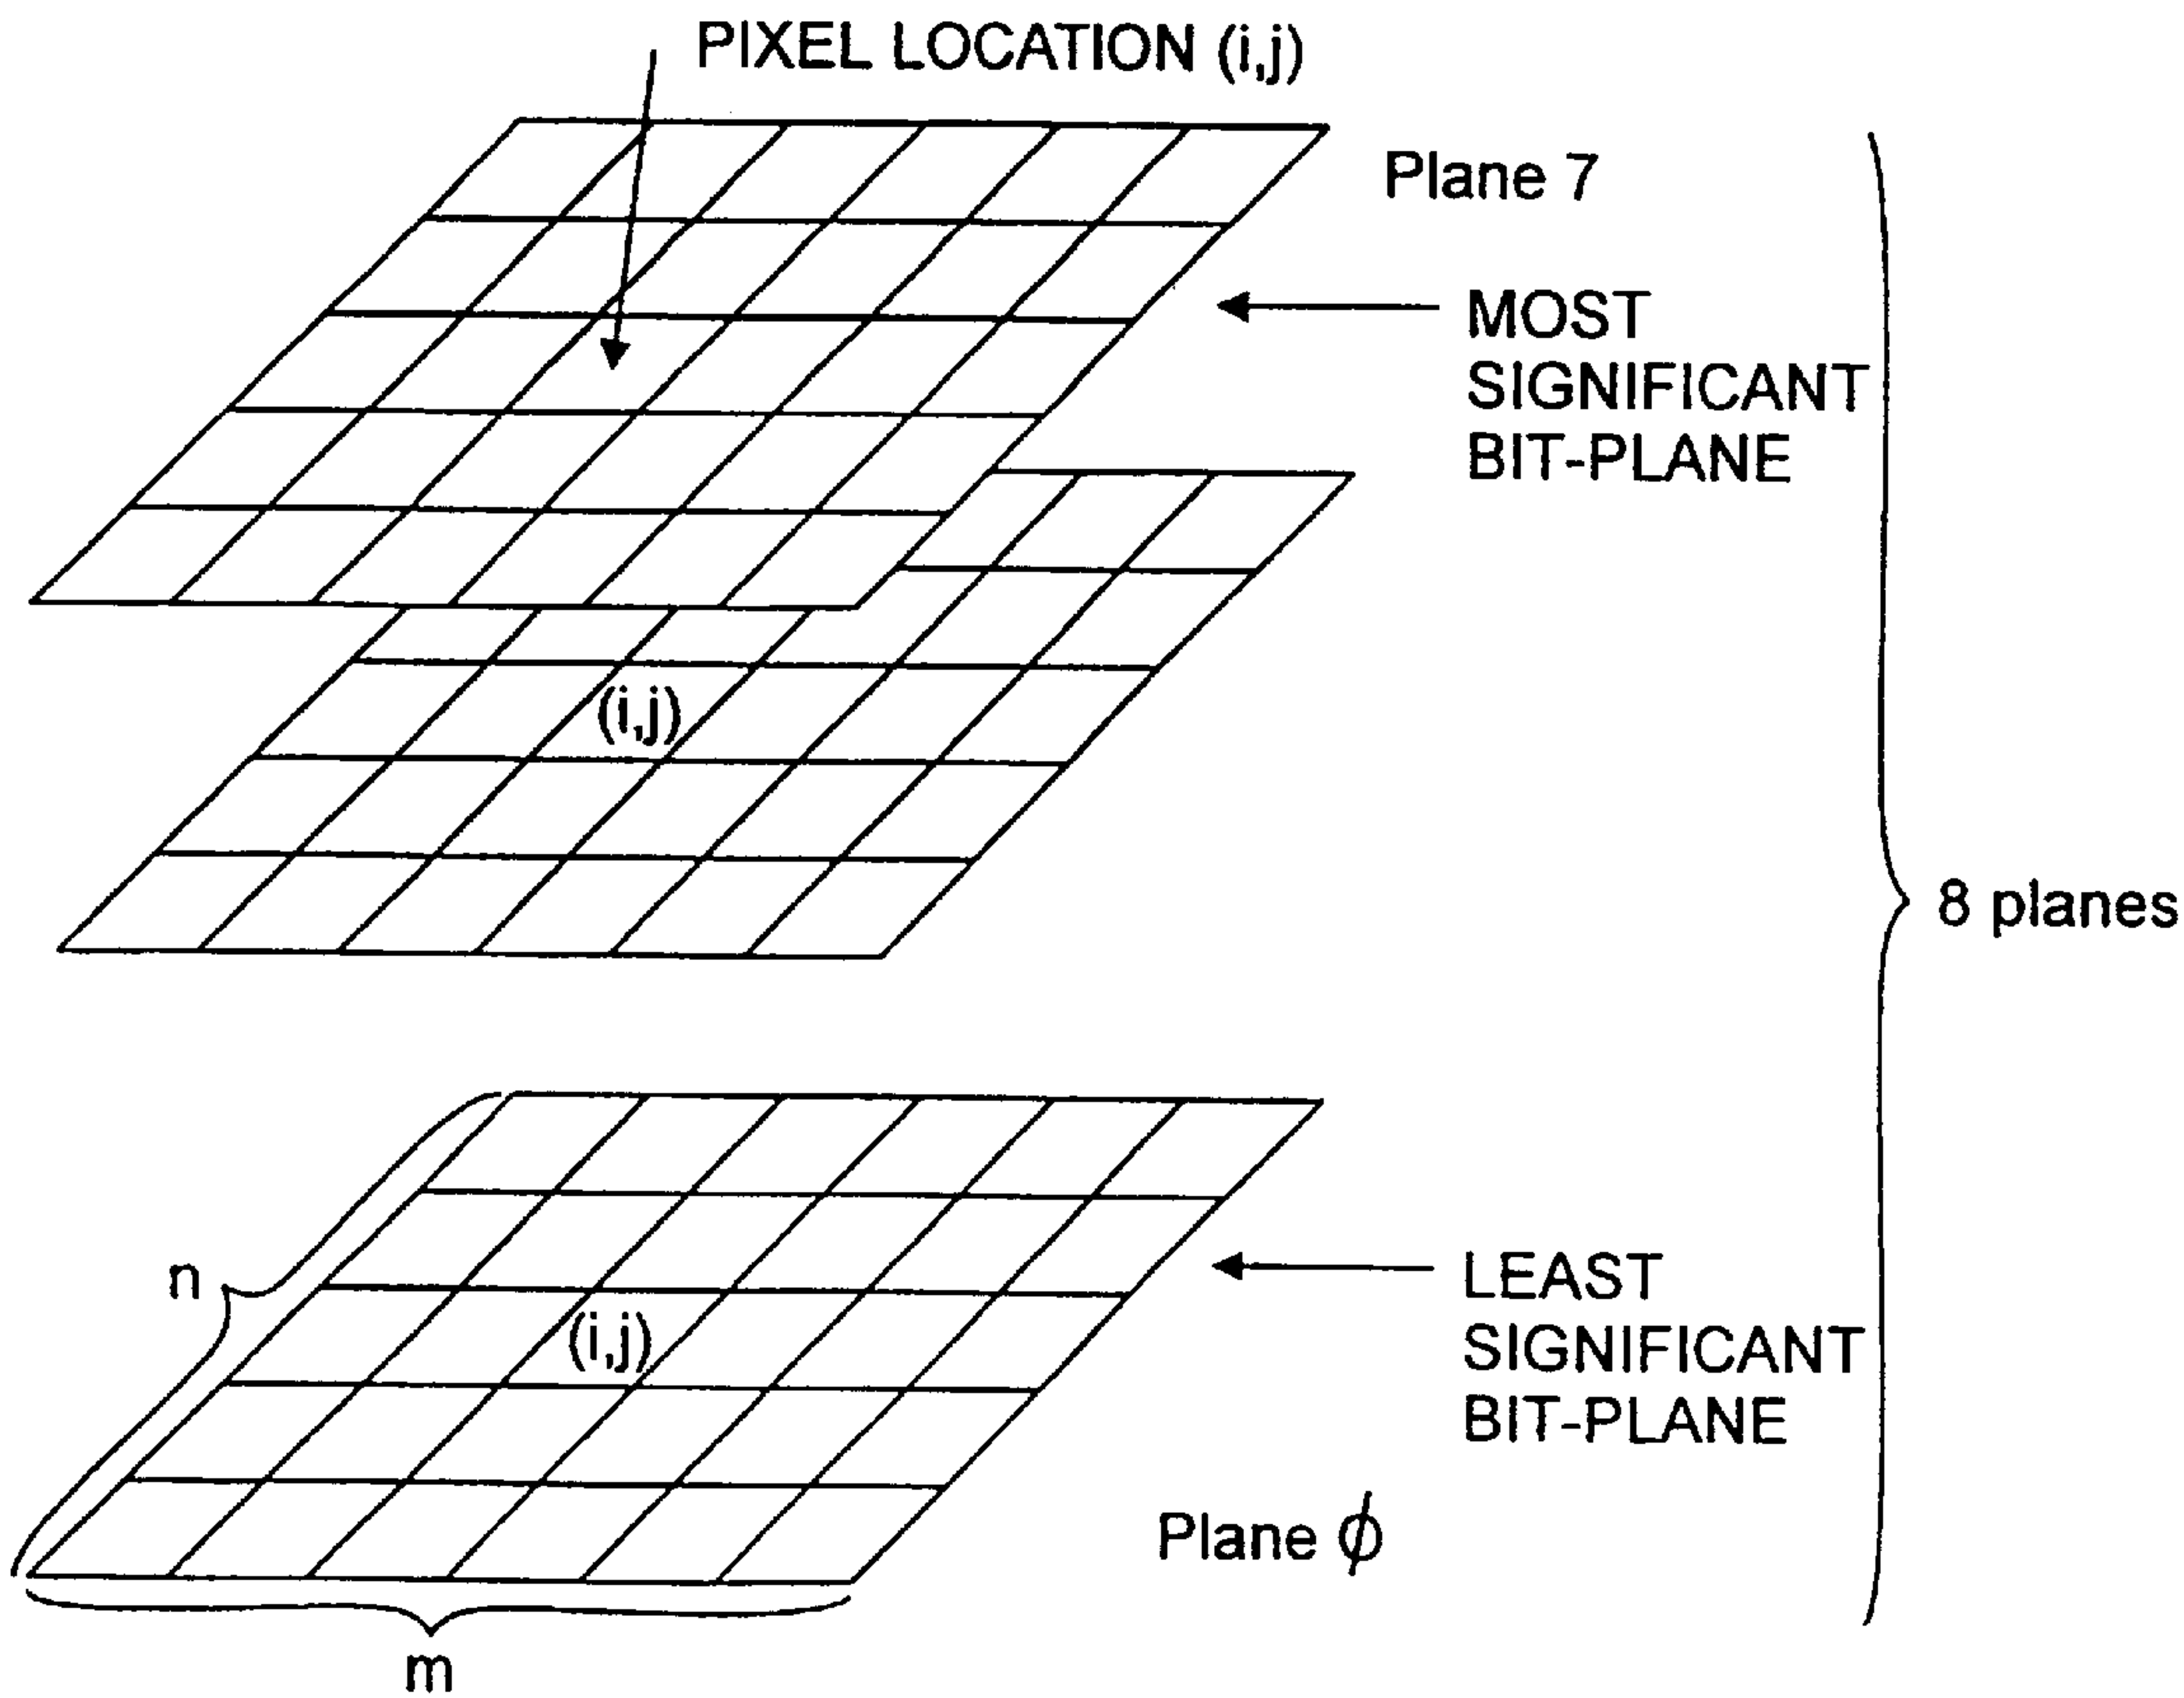 PIXEL LOCATION (i,j)
Plane 7
MOST
SIGNIFICANT
BIT-PLANE
(i,j)
8 planes
n
(i,j)
LEAST
SIGNIFICANT
BIT-PLANE
Plane ϕ
m